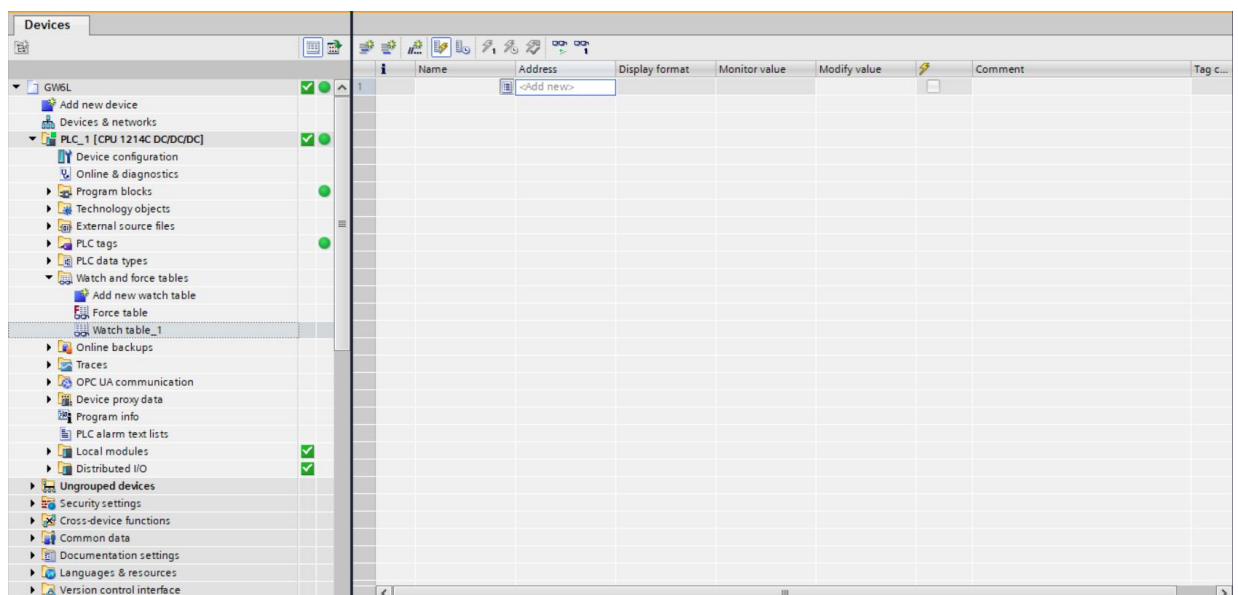 Devices
i Name Address Display format Monitor value Modify value Comment Tag c...
1 <Add new>
GW6L
Add new device
Devices & networks
PLC_1 [CPU 1214C DC/DC/DC]
Device configuration
Online & diagnostics
Program blocks
Technology objects
External source files
PLC tags
PLC data types
Watch and force tables
Add new watch table
Force table
Watch table_1
Online backups
Traces
OPC UA communication
Device proxy data
Program info
PLC alarm text lists
Local modules
Distributed I/O
Ungrouped devices
Security settings
Cross-device functions
Common data
Documentation settings
Languages & resources
Version control interface